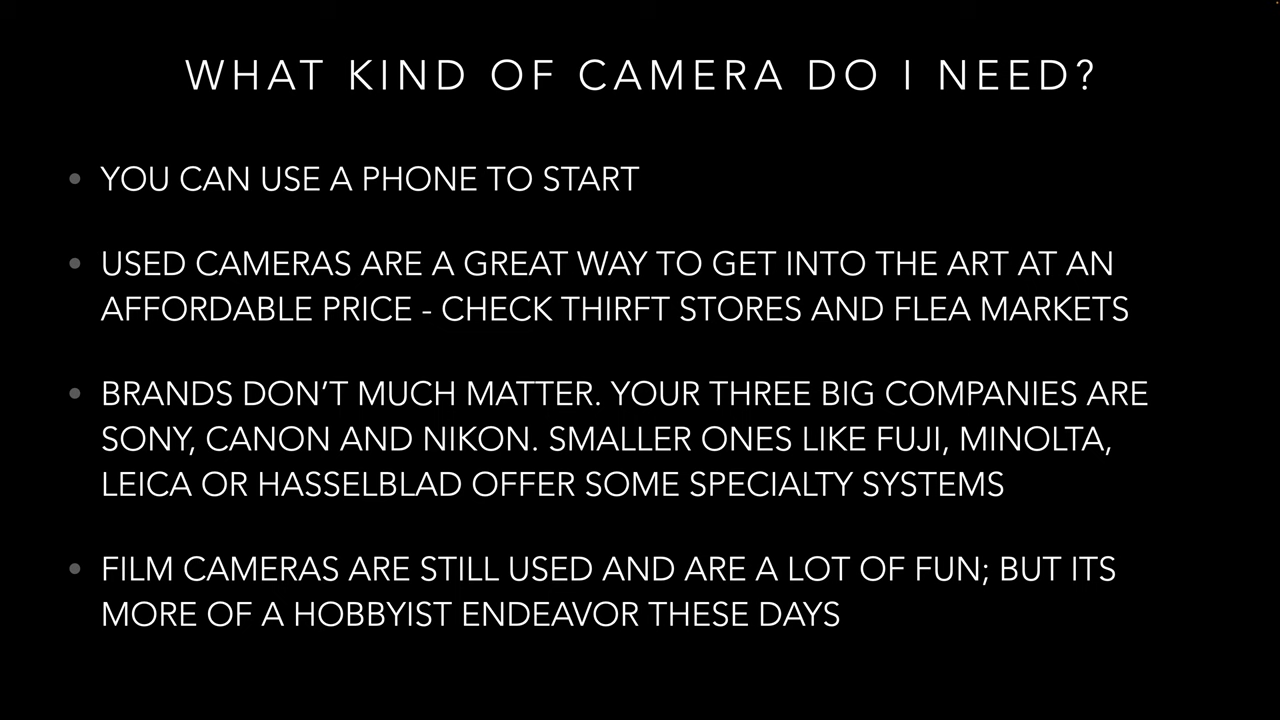 WHAT KIND OF CAMERA DO I NEED?
• YOU CAN USE A PHONE TO START
• USED CAMERAS ARE A GREAT WAY TO GET INTO THE ART AT AN
AFFORDABLE PRICE - CHECK THIRFT STORES AND FLEA MARKETS
• BRANDS DON’T MUCH MATTER. YOUR THREE BIG COMPANIES ARE
SONY, CANON AND NIKON. SMALLER ONES LIKE FUJI, MINOLTA,
LEICA OR HASSELBLAD OFFER SOME SPECIALTY SYSTEMS
• FILM CAMERAS ARE STILL USED AND ARE A LOT OF FUN; BUT ITS
MORE OF A HOBBYIST ENDEAVOR THESE DAYS